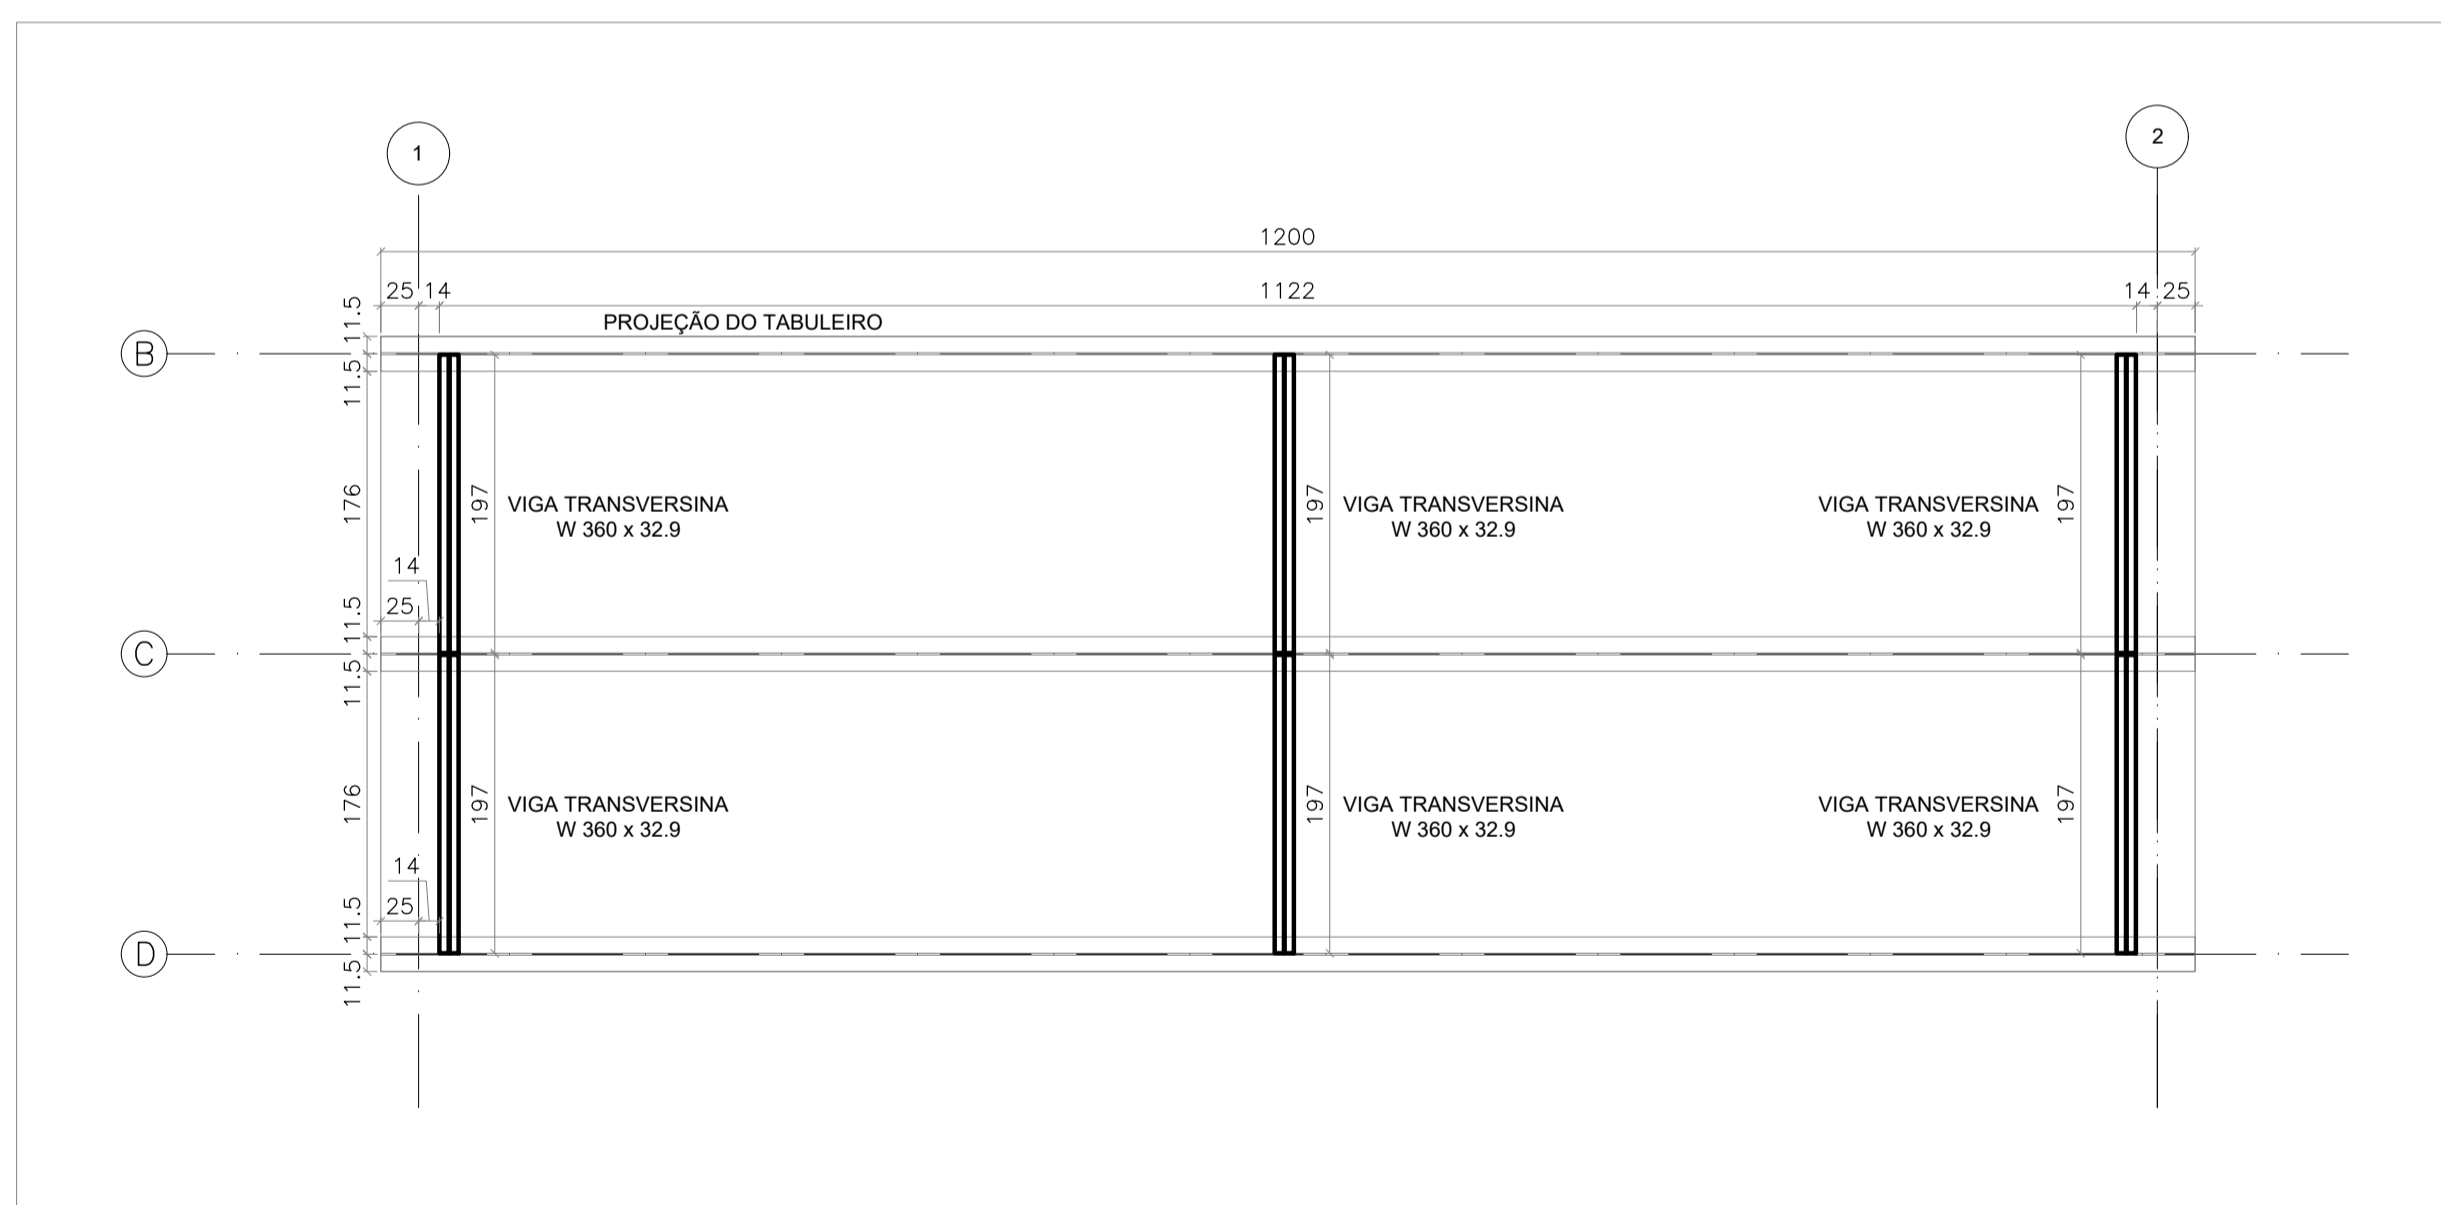 1
2
1200
25 14 1122 14 25
11.5
PROJEÇÃO DO TABULEIRO
B
11.5
176
197
VIGA TRANSVERSINA
W 360 x 32.9
197
VIGA TRANSVERSINA
W 360 x 32.9
VIGA TRANSVERSINA
W 360 x 32.9
197
14
25
11.5
C
11.5
176
197
VIGA TRANSVERSINA
W 360 x 32.9
197
VIGA TRANSVERSINA
W 360 x 32.9
VIGA TRANSVERSINA
W 360 x 32.9
197
14
25
11.5
D
11.5